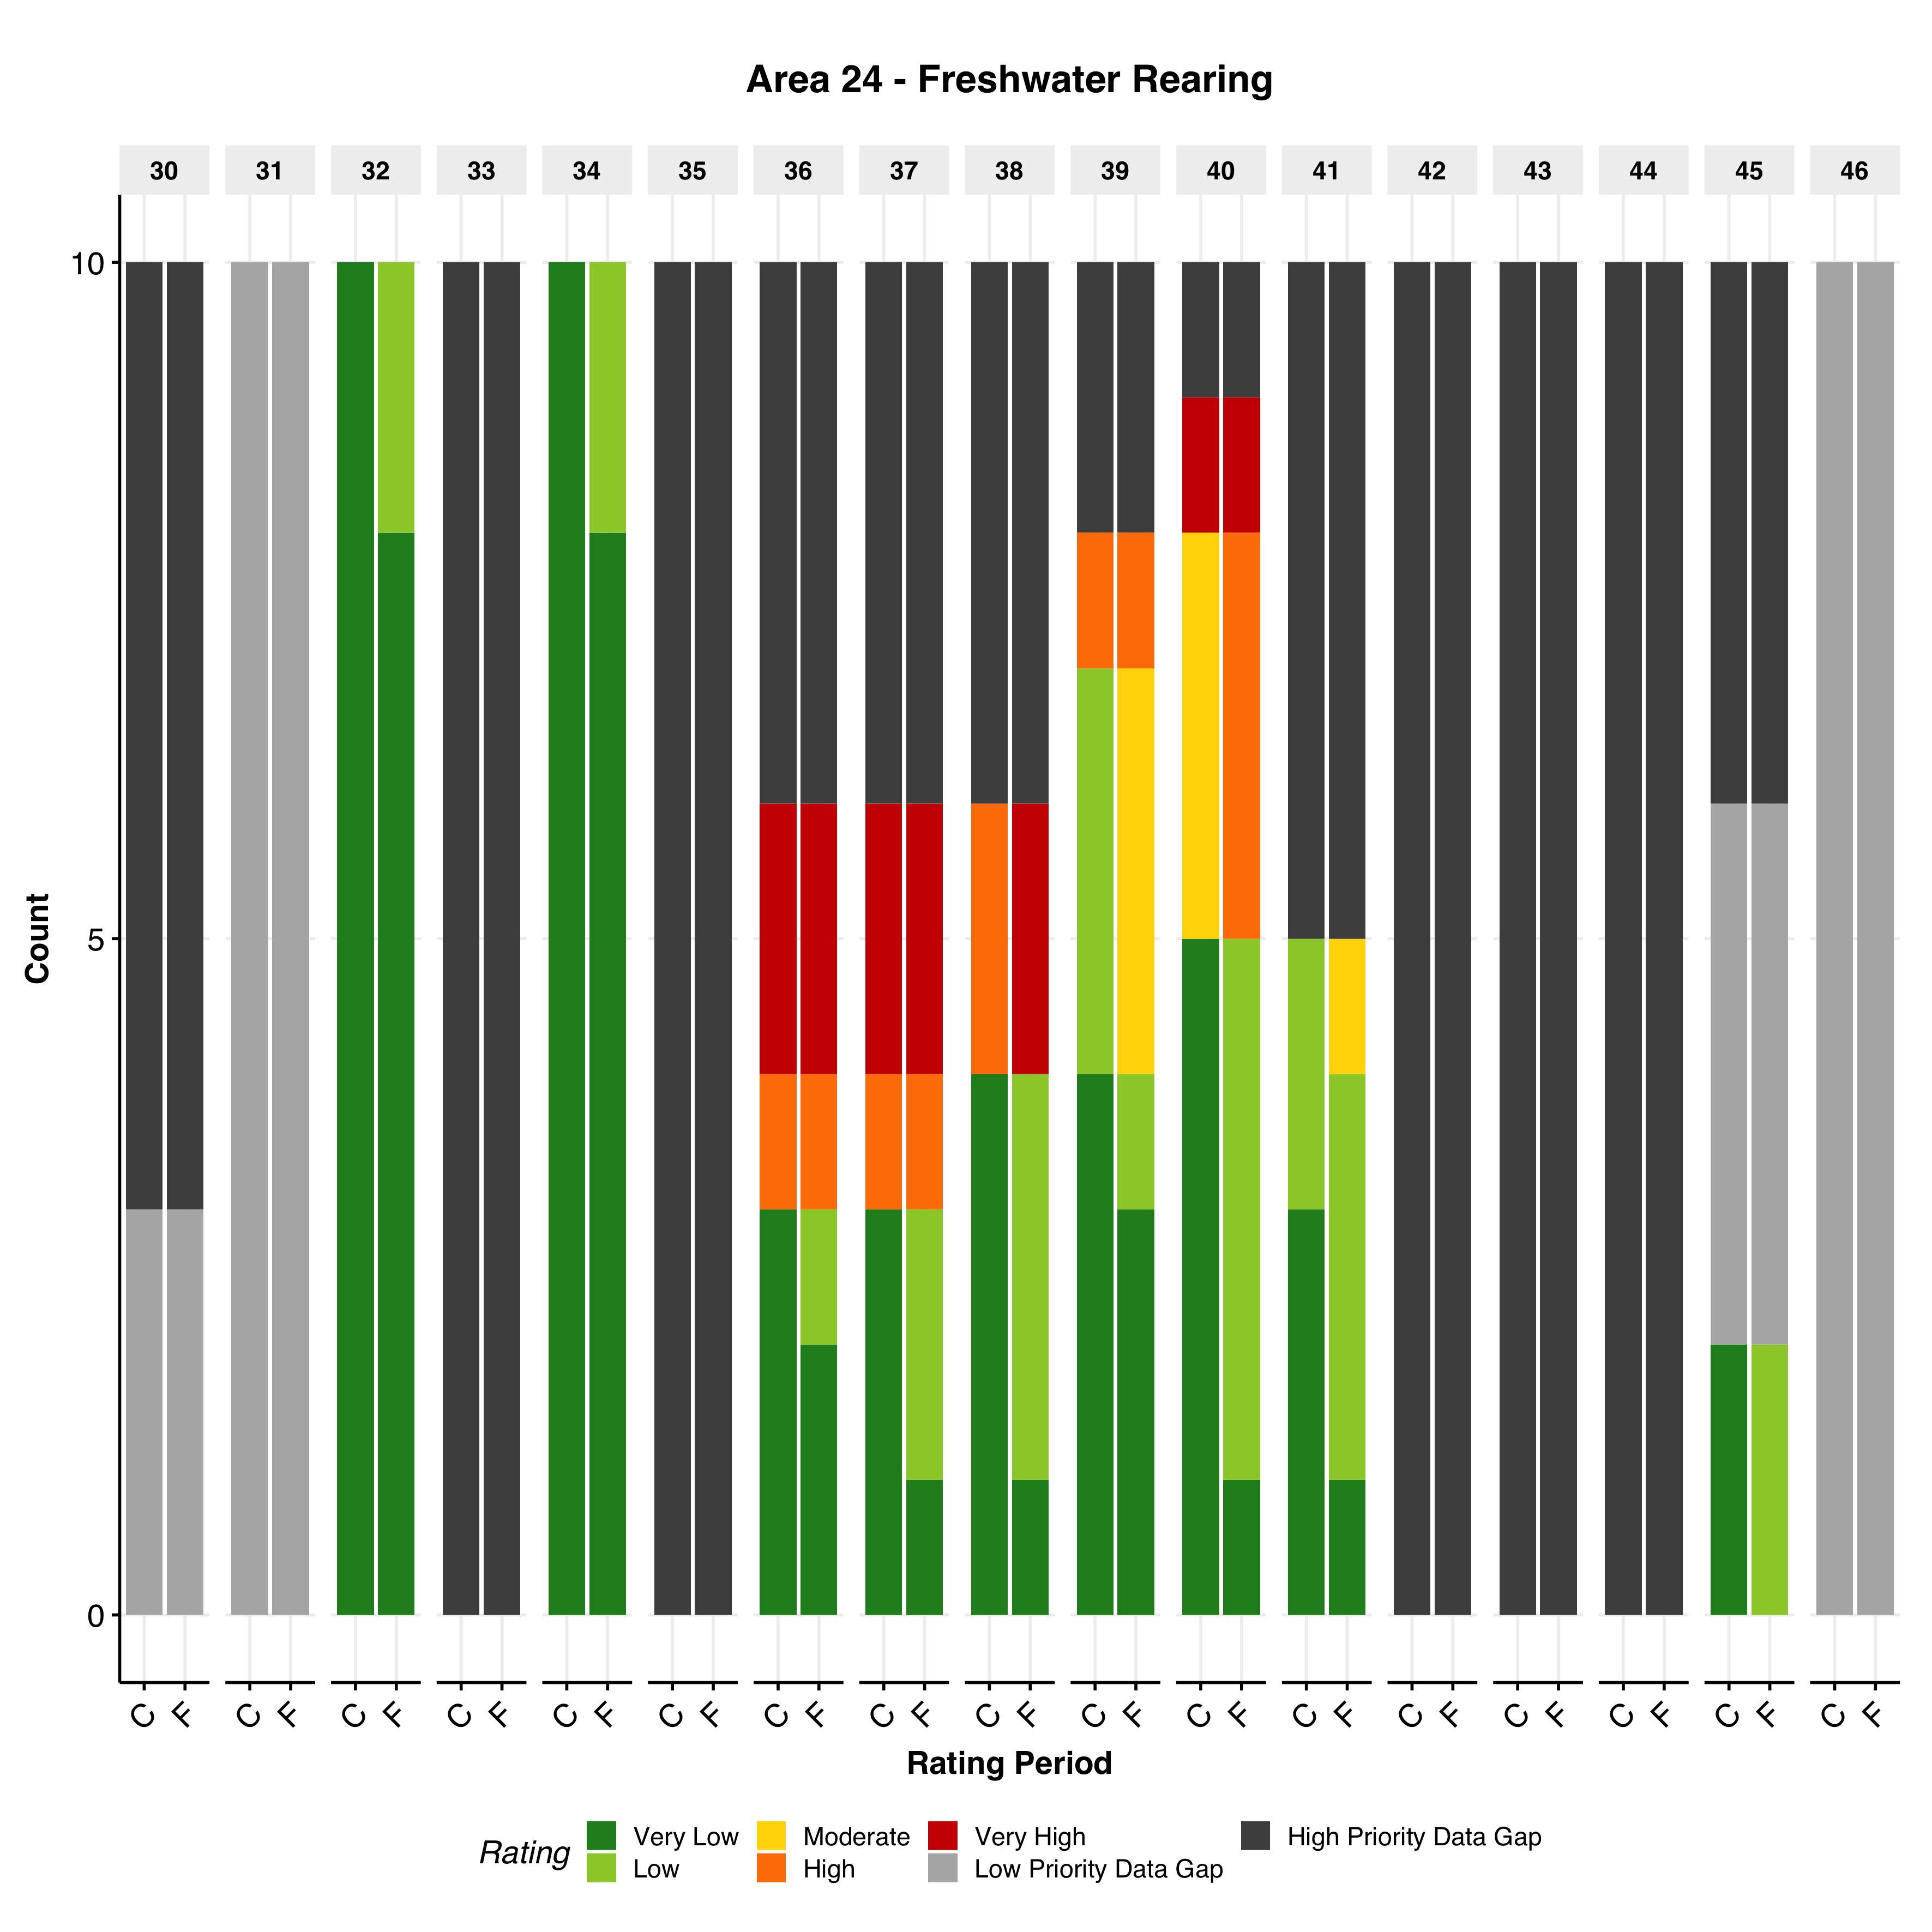 Area 24 - Freshwater Rearing
30 31 32 33 34 35 36 37 38 39 40 41 42 43 44 45 46
10
5
0
Count
C F C F C F C F C F C F C F C F C F C F C F C F C F C F C F C F C F
Rating Period
Rating
Very Low Moderate Very High High Priority Data Gap
Low High Low Priority Data Gap